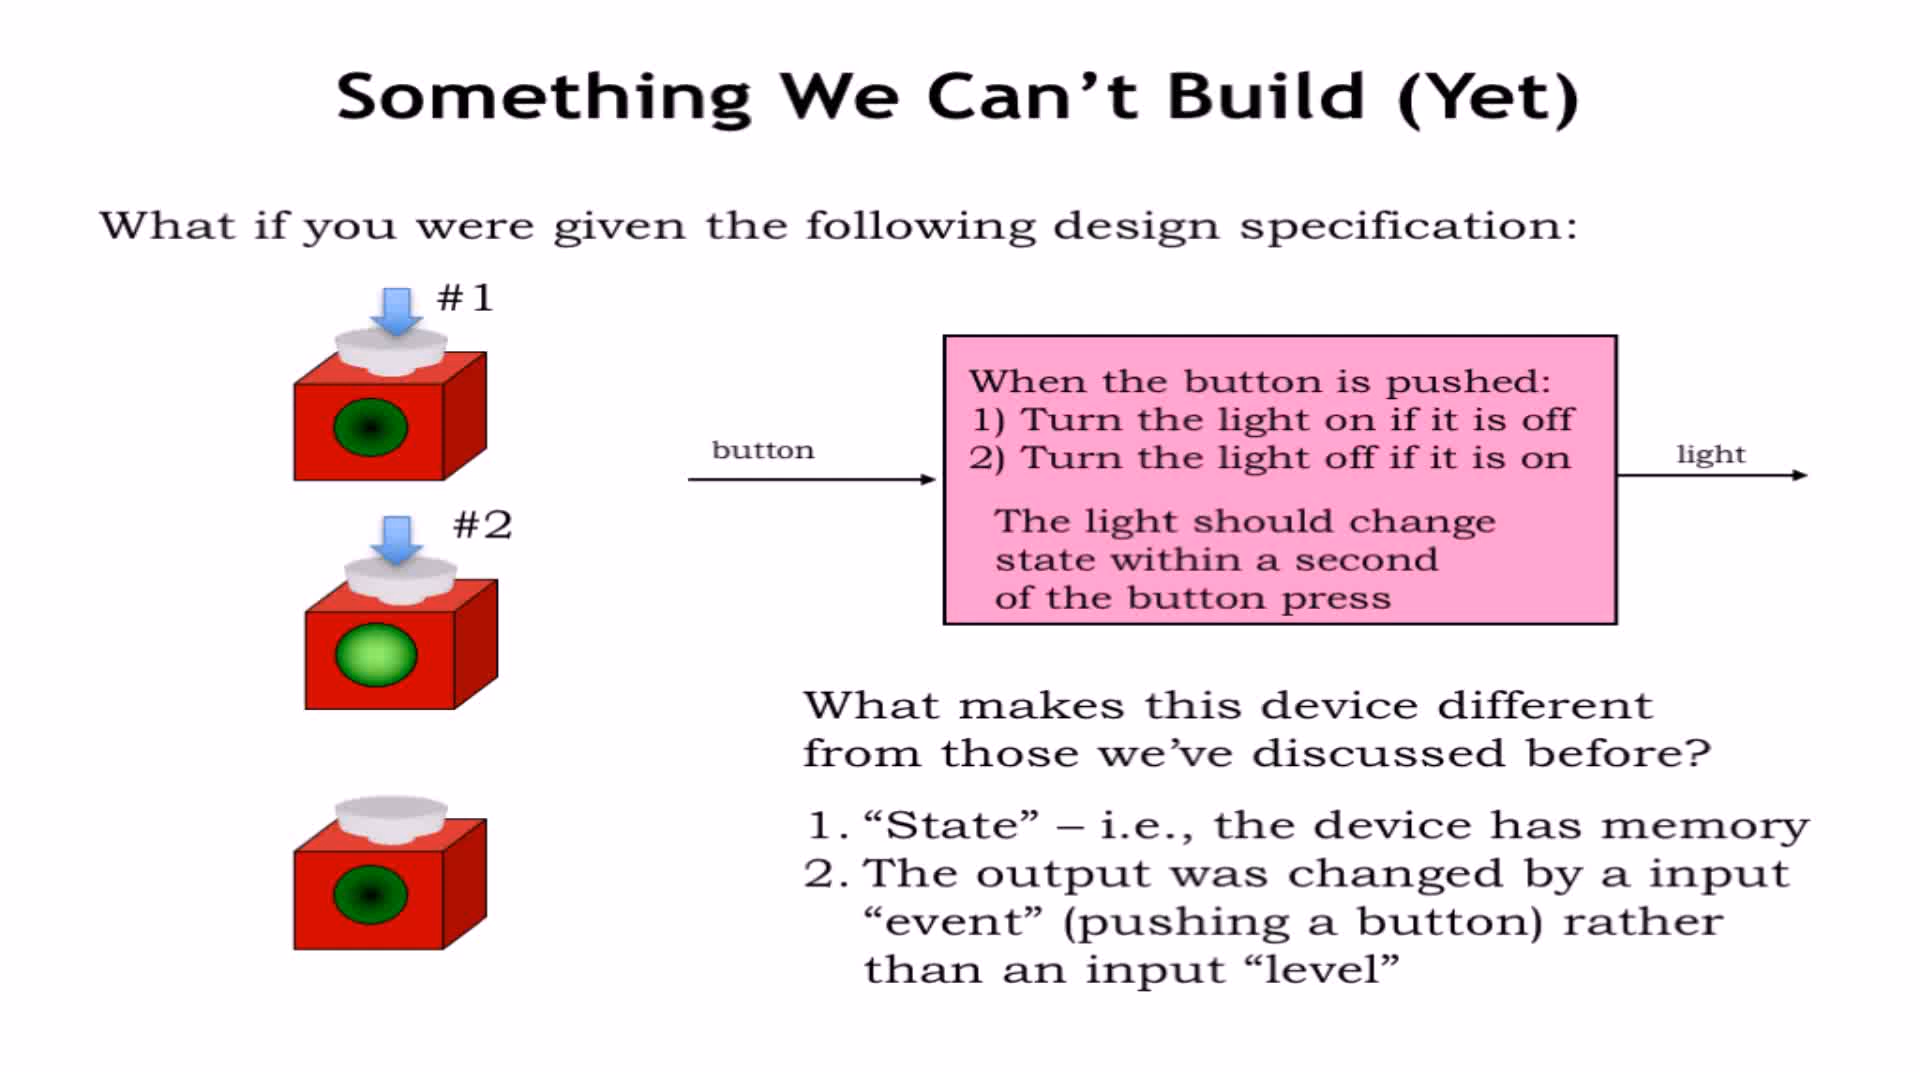 Something We Can’t Build (Yet)
What if you were given the following design specification:
#1
#2
button
When the button is pushed:
1) Turn the light on if it is off
2) Turn the light off if it is on
The light should change
state within a second
of the button press
light
What makes this device different
from those we’ve discussed before?
1. “State” – i.e., the device has memory
2. The output was changed by a input
“event” (pushing a button) rather
than an input “level”